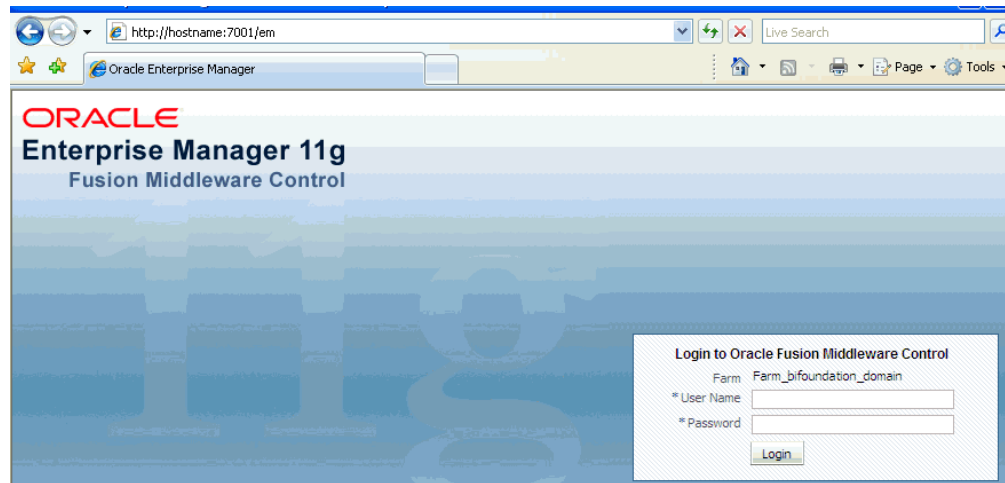 http://hostname:7001/em
Live Search
Oracle Enterprise Manager
Page
Tools
ORACLE
Enterprise Manager 11g
Fusion Middleware Control
11g
Login to Oracle Fusion Middleware Control
Farm Farm_bifoundation_domain
* User Name
* Password
Login